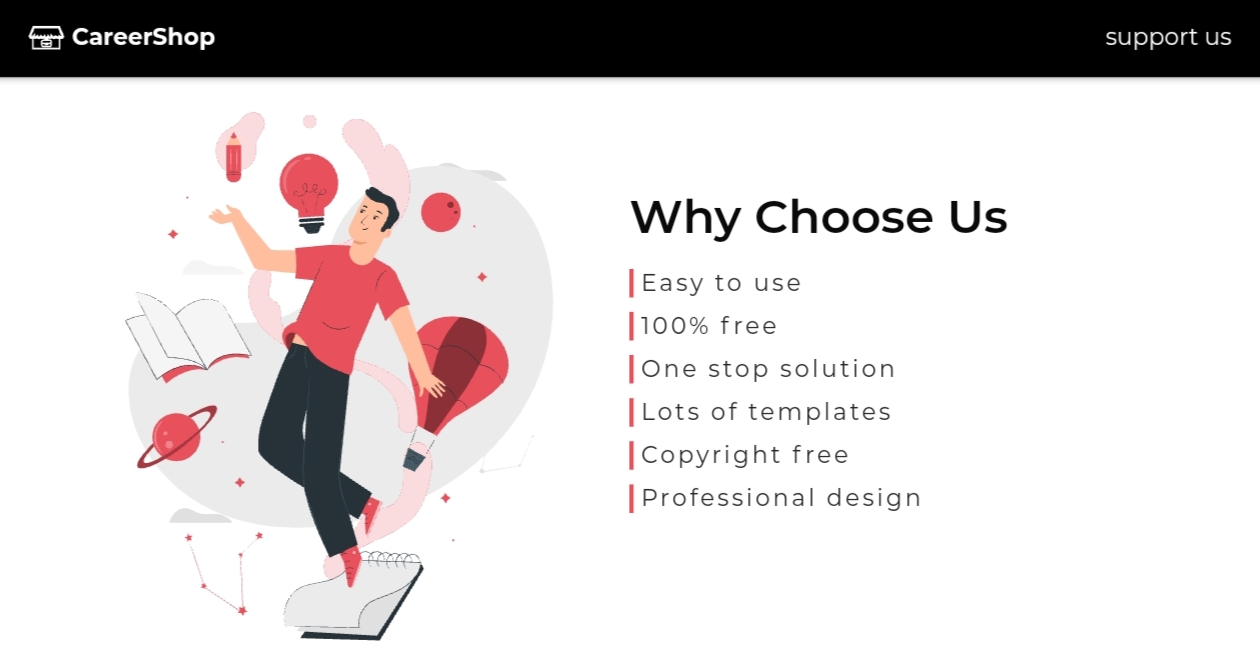 CareerShop
support us
Why Choose Us
Easy to use
100% free
One stop solution
Lots of templates
Copyright free
Professional design